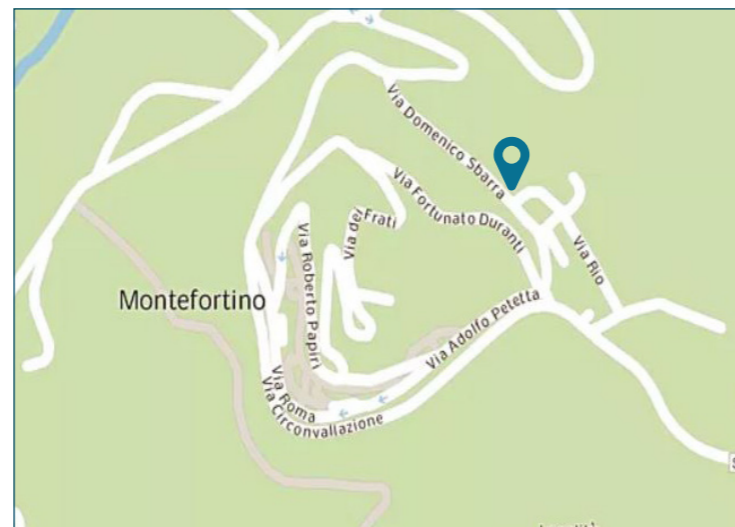 Via Domenico Sbarra
Via Fortunato Duranti
Via dei Frati
Via Rio
Via Roberto Papiri
Montefortino
Via Adolfo Petetta
Via Roma
Via Circonvallazione
S